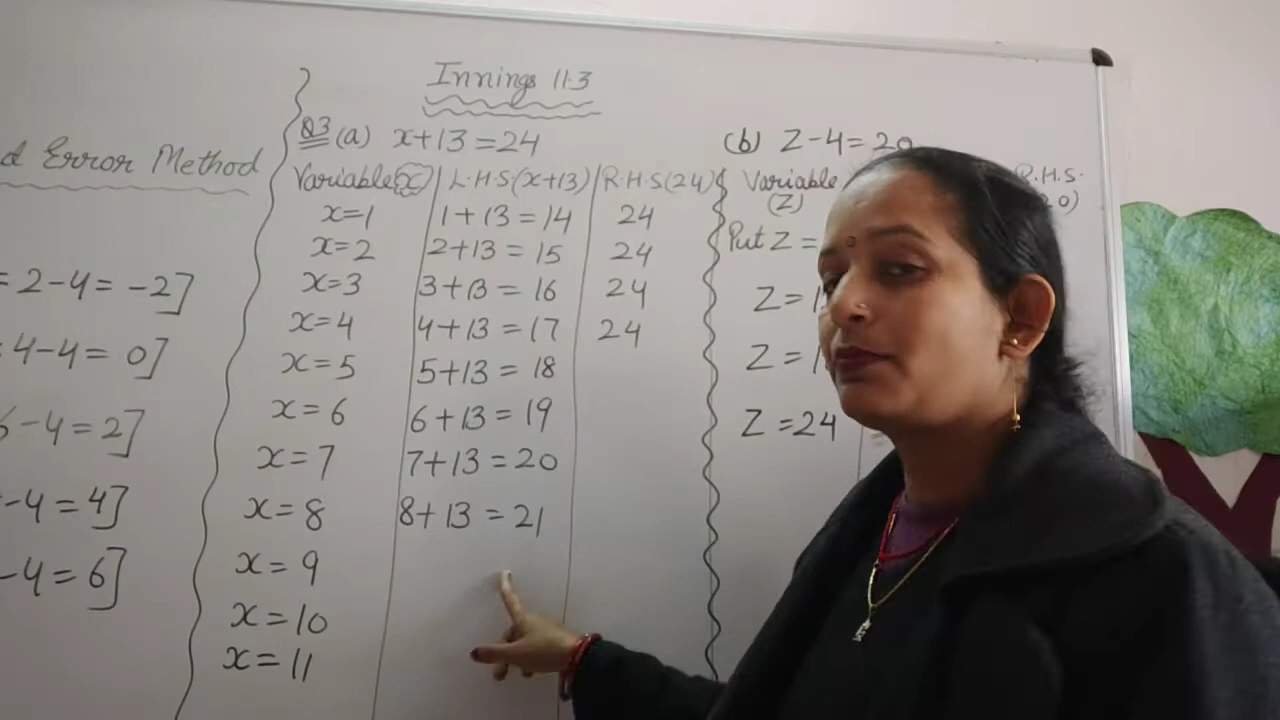 Innings 11.3
d Error Method
= 2-4 = -2]
4-4 = 0]
-4 = 2]
-4 = 4]
-4 = 6]
Q3 (a) x+13=24
Variable(x) L.H.S(x+13) R.H.S(24)
x=1 1+13=14 24
x=2 2+13=15 24
x=3 3+13=16 24
x=4 4+13=17 24
x=5 5+13=18
x=6 6+13=19
x=7 7+13=20
x=8 8+13=21
x=9
x=10
x=11
(b) Z-4=20
Variable R.H.S.
(Z) 20)
Put Z=
Z=1
Z=1
Z=24